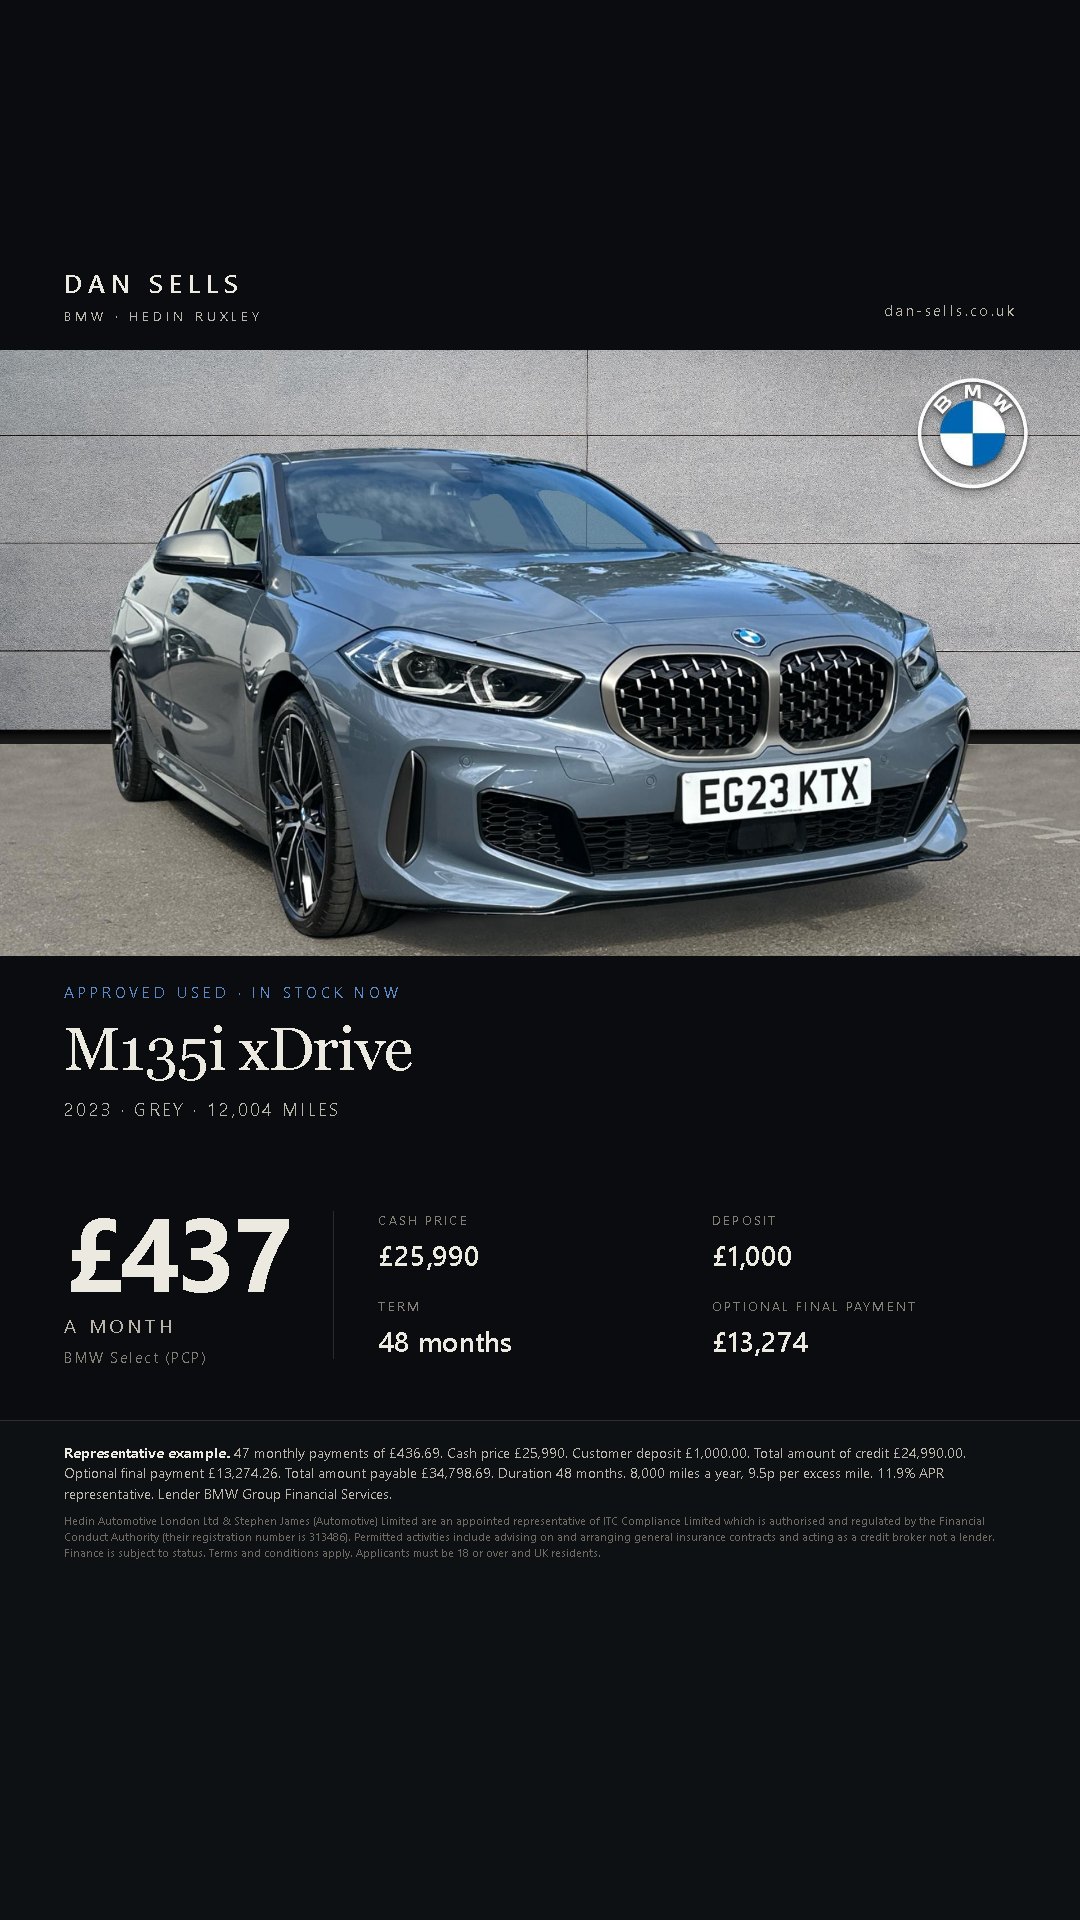 DAN SELLS
BMW · HEDIN RUXLEY
dan-sells.co.uk
BMW
EG23 KTX
APPROVED USED · IN STOCK NOW
M135i xDrive
2023 · GREY · 12,004 MILES
£437
A MONTH
BMW Select (PCP)
CASH PRICE
£25,990
DEPOSIT
£1,000
TERM
48 months
OPTIONAL FINAL PAYMENT
£13,274
Representative example. 47 monthly payments of £436.69. Cash price £25,990. Customer deposit £1,000.00. Total amount of credit £24,990.00.
Optional final payment £13,274.26. Total amount payable £34,798.69. Duration 48 months. 8,000 miles a year, 9.5p per excess mile. 11.9% APR
representative. Lender BMW Group Financial Services.
Hedin Automotive London Ltd & Stephen James (Automotive) Limited are an appointed representative of ITC Compliance Limited which is authorised and regulated by the Financial
Conduct Authority (their registration number is 313486). Permitted activities include advising on and arranging general insurance contracts and acting as a credit broker not a lender.
Finance is subject to status. Terms and conditions apply. Applicants must be 18 or over and UK residents.